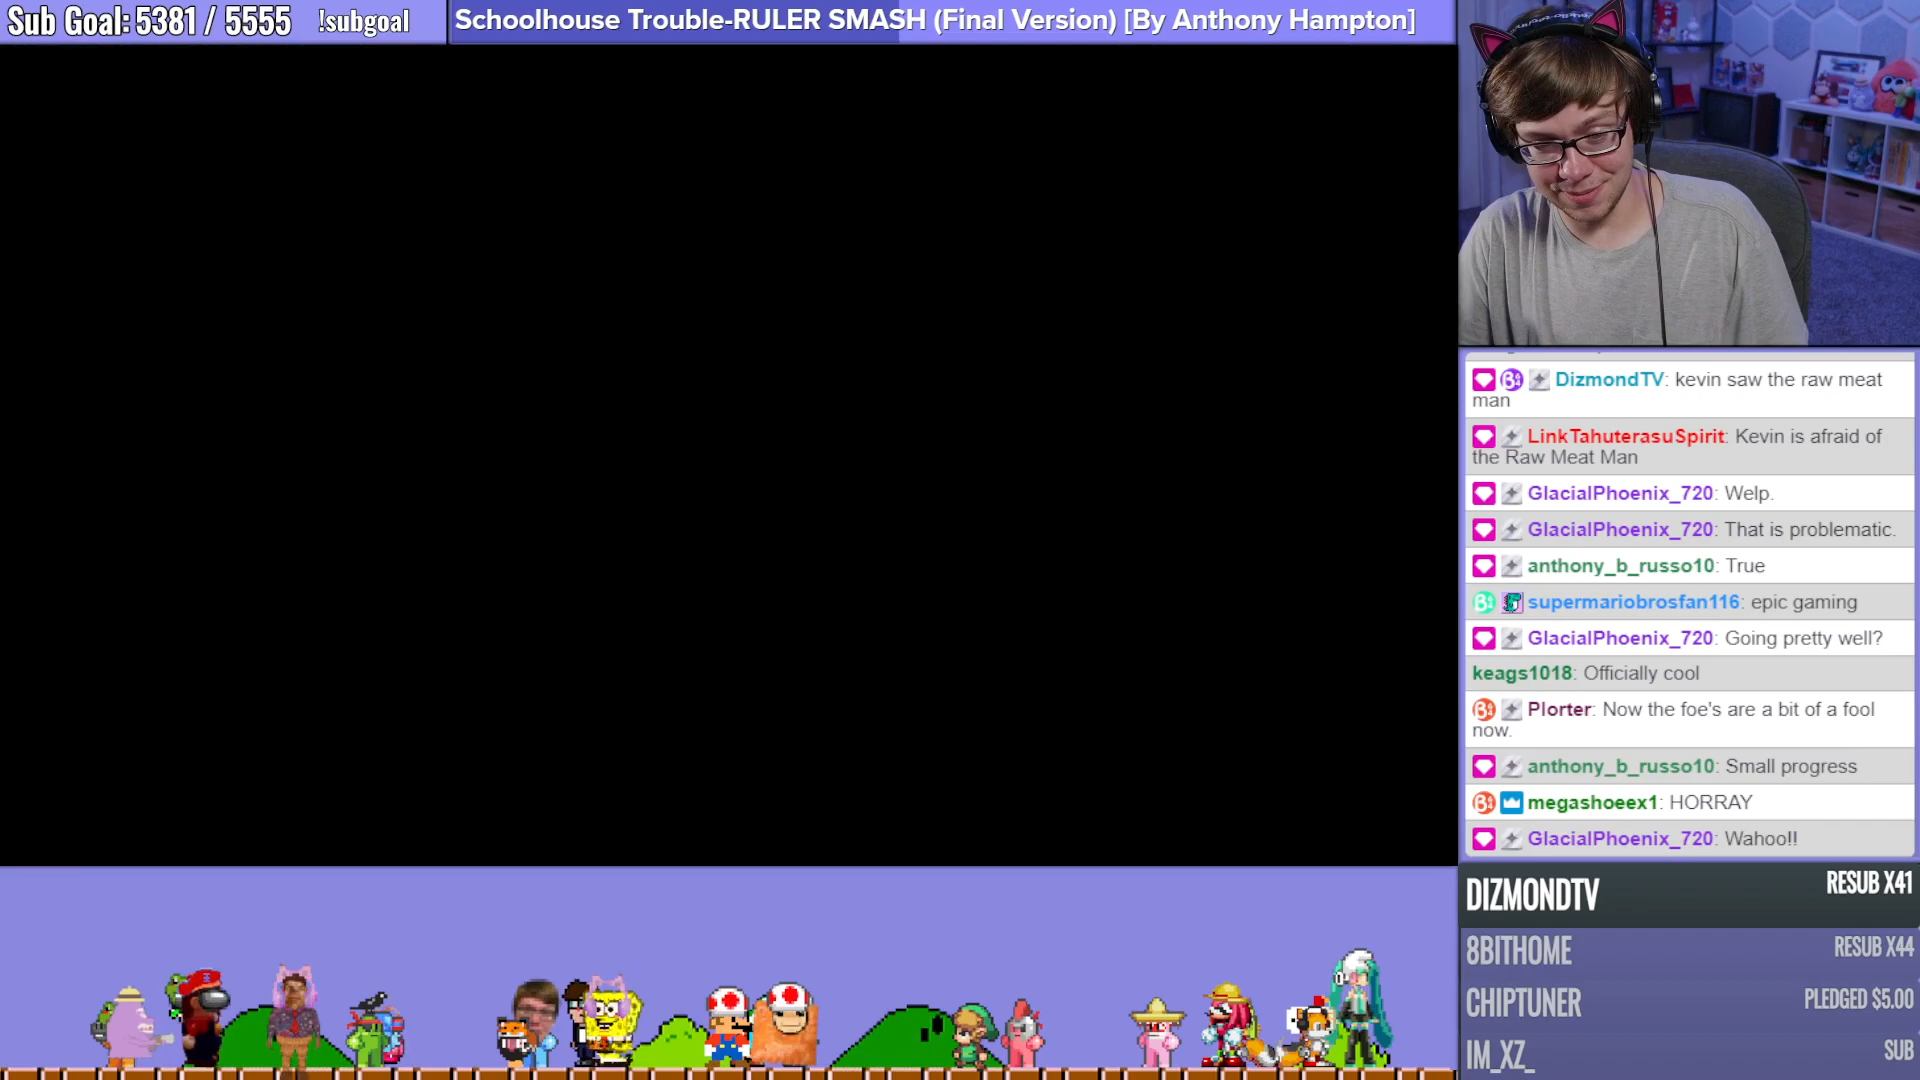 Sub Goal: 5381 / 5555 !subgoal
Schoolhouse Trouble-RULER SMASH (Final Version) [By Anthony Hampton]
DizmondTV: kevin saw the raw meat
man
LinkTahuterasuSpirit: Kevin is afraid of
the Raw Meat Man
GlacialPhoenix_720: Welp.
GlacialPhoenix_720: That is problematic.
anthony_b_russo10: True
supermariobrosfan116: epic gaming
GlacialPhoenix_720: Going pretty well?
keags1018: Officially cool
Plorter: Now the foe's are a bit of a fool
now.
anthony_b_russo10: Small progress
megashoeex1: HORRAY
GlacialPhoenix_720: Wahoo!!
DIZMONDTV RESUB X41
8BITHOME RESUB X44
CHIPTUNER PLEDGED $5.00
IM_XZ_ SUB